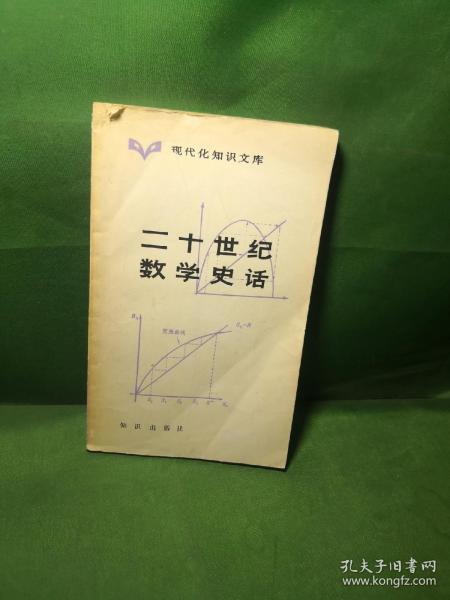 现代化知识文库
二十世纪
数学史话
知识出版社
孔夫子旧书网
www.kongfz.com